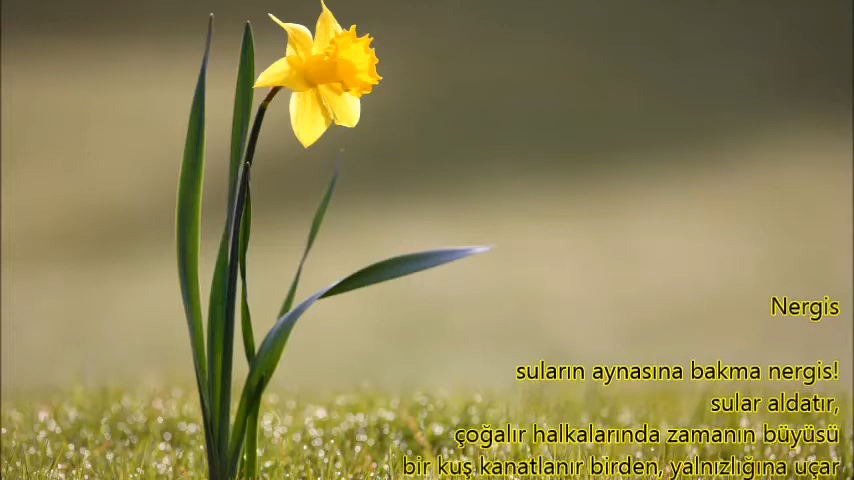 Nergis
suların aynasına bakma nergis!
sular aldatır,
çoğalır halkalarında zamanın büyüsü
bir kuş kanatlanır birden, yalnızlığına uçar